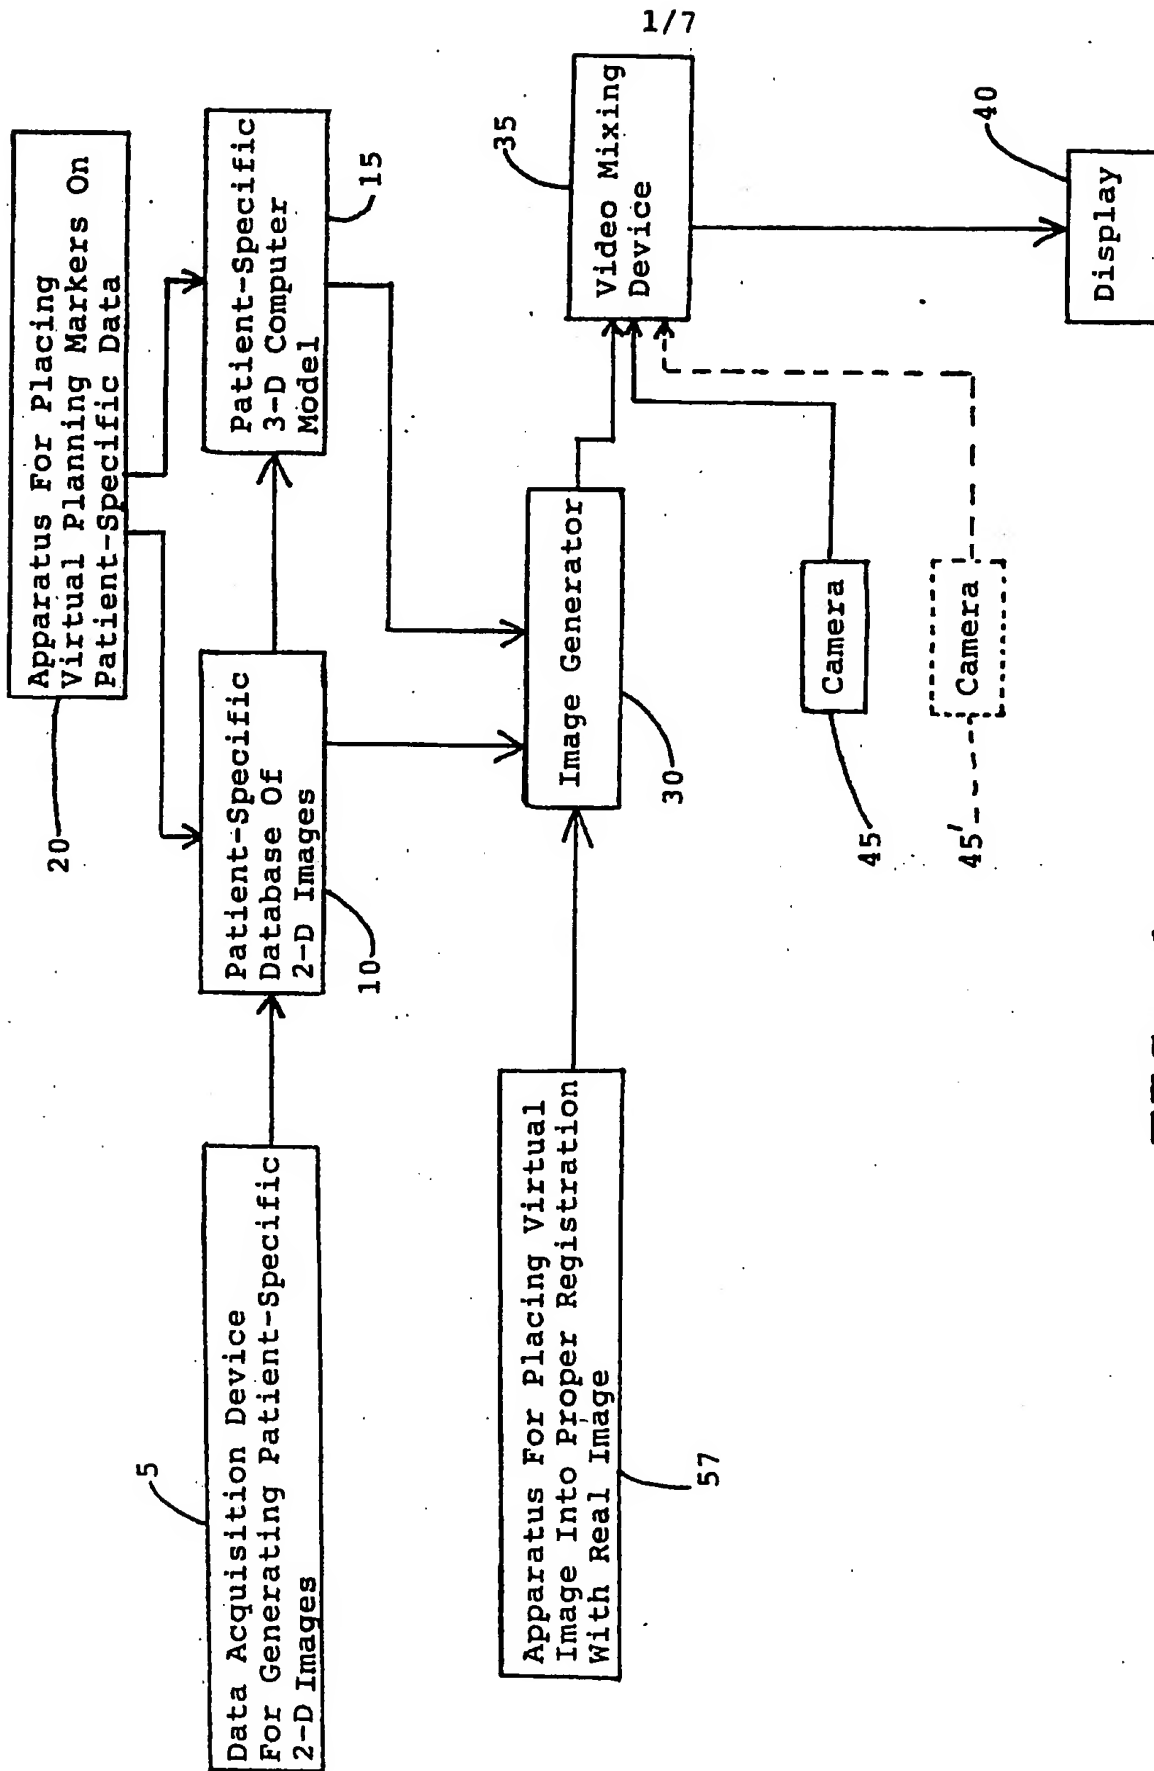 1/7
Apparatus For Placing
Virtual Planning Markers On
Patient-Specific Data
20
Data Acquisition Device
For Generating Patient-Specific
2-D Images
5
Patient-Specific
Database Of
2-D Images
10
Patient-Specific
3-D Computer
Model
15
Apparatus For Placing Virtual
Image Into Proper Registration
With Real Image
57
Image Generator
30
Video Mixing
Device
35
Camera
45
Camera
45'
Display
40